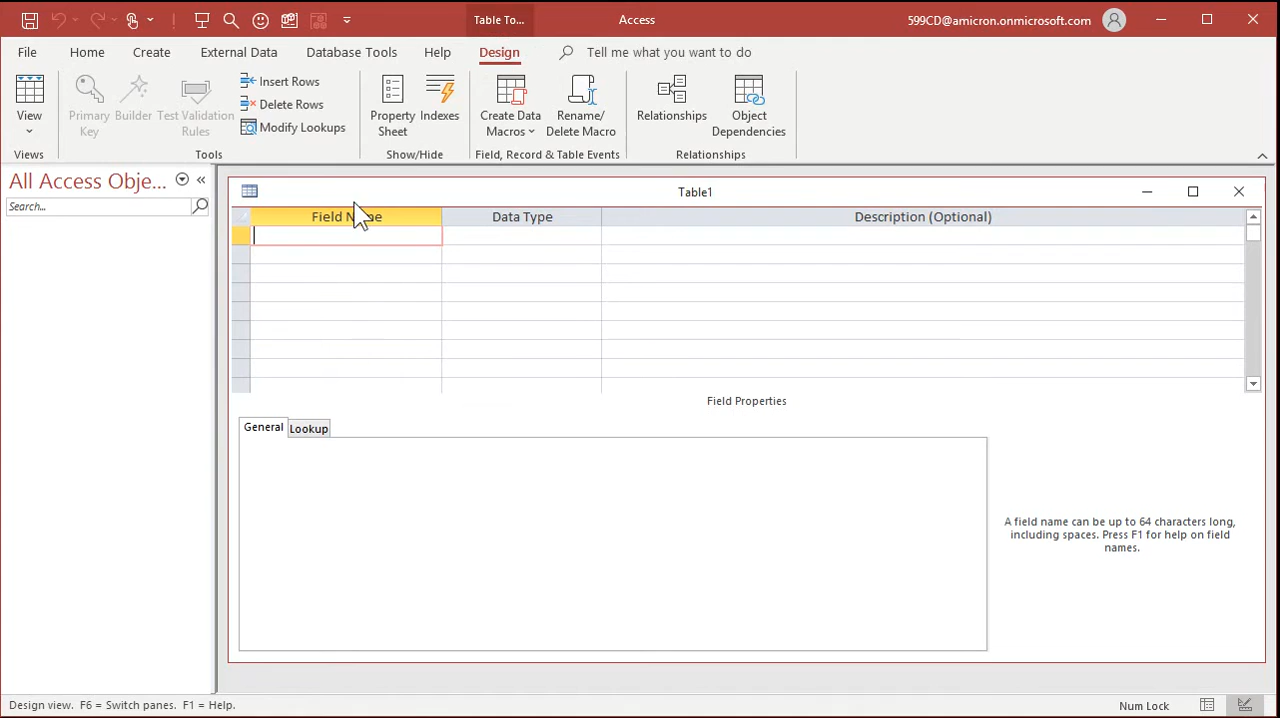 Table To...
Access
599CD@amicron.onmicrosoft.com
File
Home
Create
External Data
Database Tools
Help
Design
Tell me what you want to do
View
Primary
Key
Builder
Test Validation
Rules
Insert Rows
Delete Rows
Modify Lookups
Property
Sheet
Indexes
Create Data
Macros
Rename/
Delete Macro
Relationships
Object
Dependencies
Views
Tools
Show/Hide
Field, Record & Table Events
Relationships
All Access Obje...
Search...
Table1
Field Name
Data Type
Description (Optional)
Field Properties
General
Lookup
A field name can be up to 64 characters long,
including spaces. Press F1 for help on field
names.
Design view.  F6 = Switch panes.  F1 = Help.
Num Lock